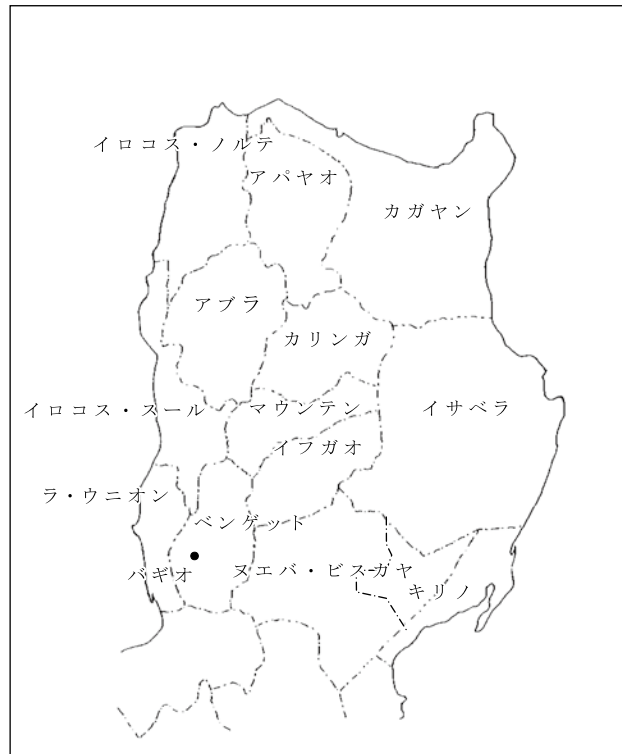 イロコス・ノルテ
アパヤオ
カガヤン
アブラ
カリンガ
イロコス・スール
マウンテン
イサベラ
イフガオ
ラ・ウニオン
ベンゲット
バギオ
ヌエバ・ビスガヤ
キリノ